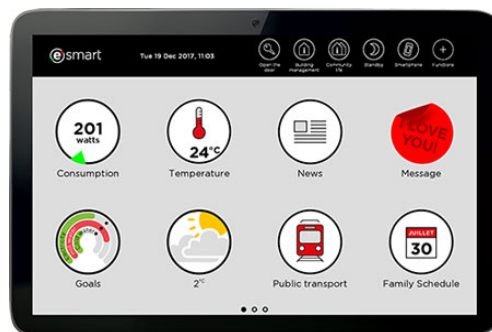 esmart
Tue 19 Dec 2017, 11:03
Open the door
Building management
Community life
Standby
Smartphone
Functions
201
watts
Consumption
24°C
Temperature
News
I LOVE
YOU!
Message
Goals
2°C
Public transport
JUILLET
30
Family Schedule